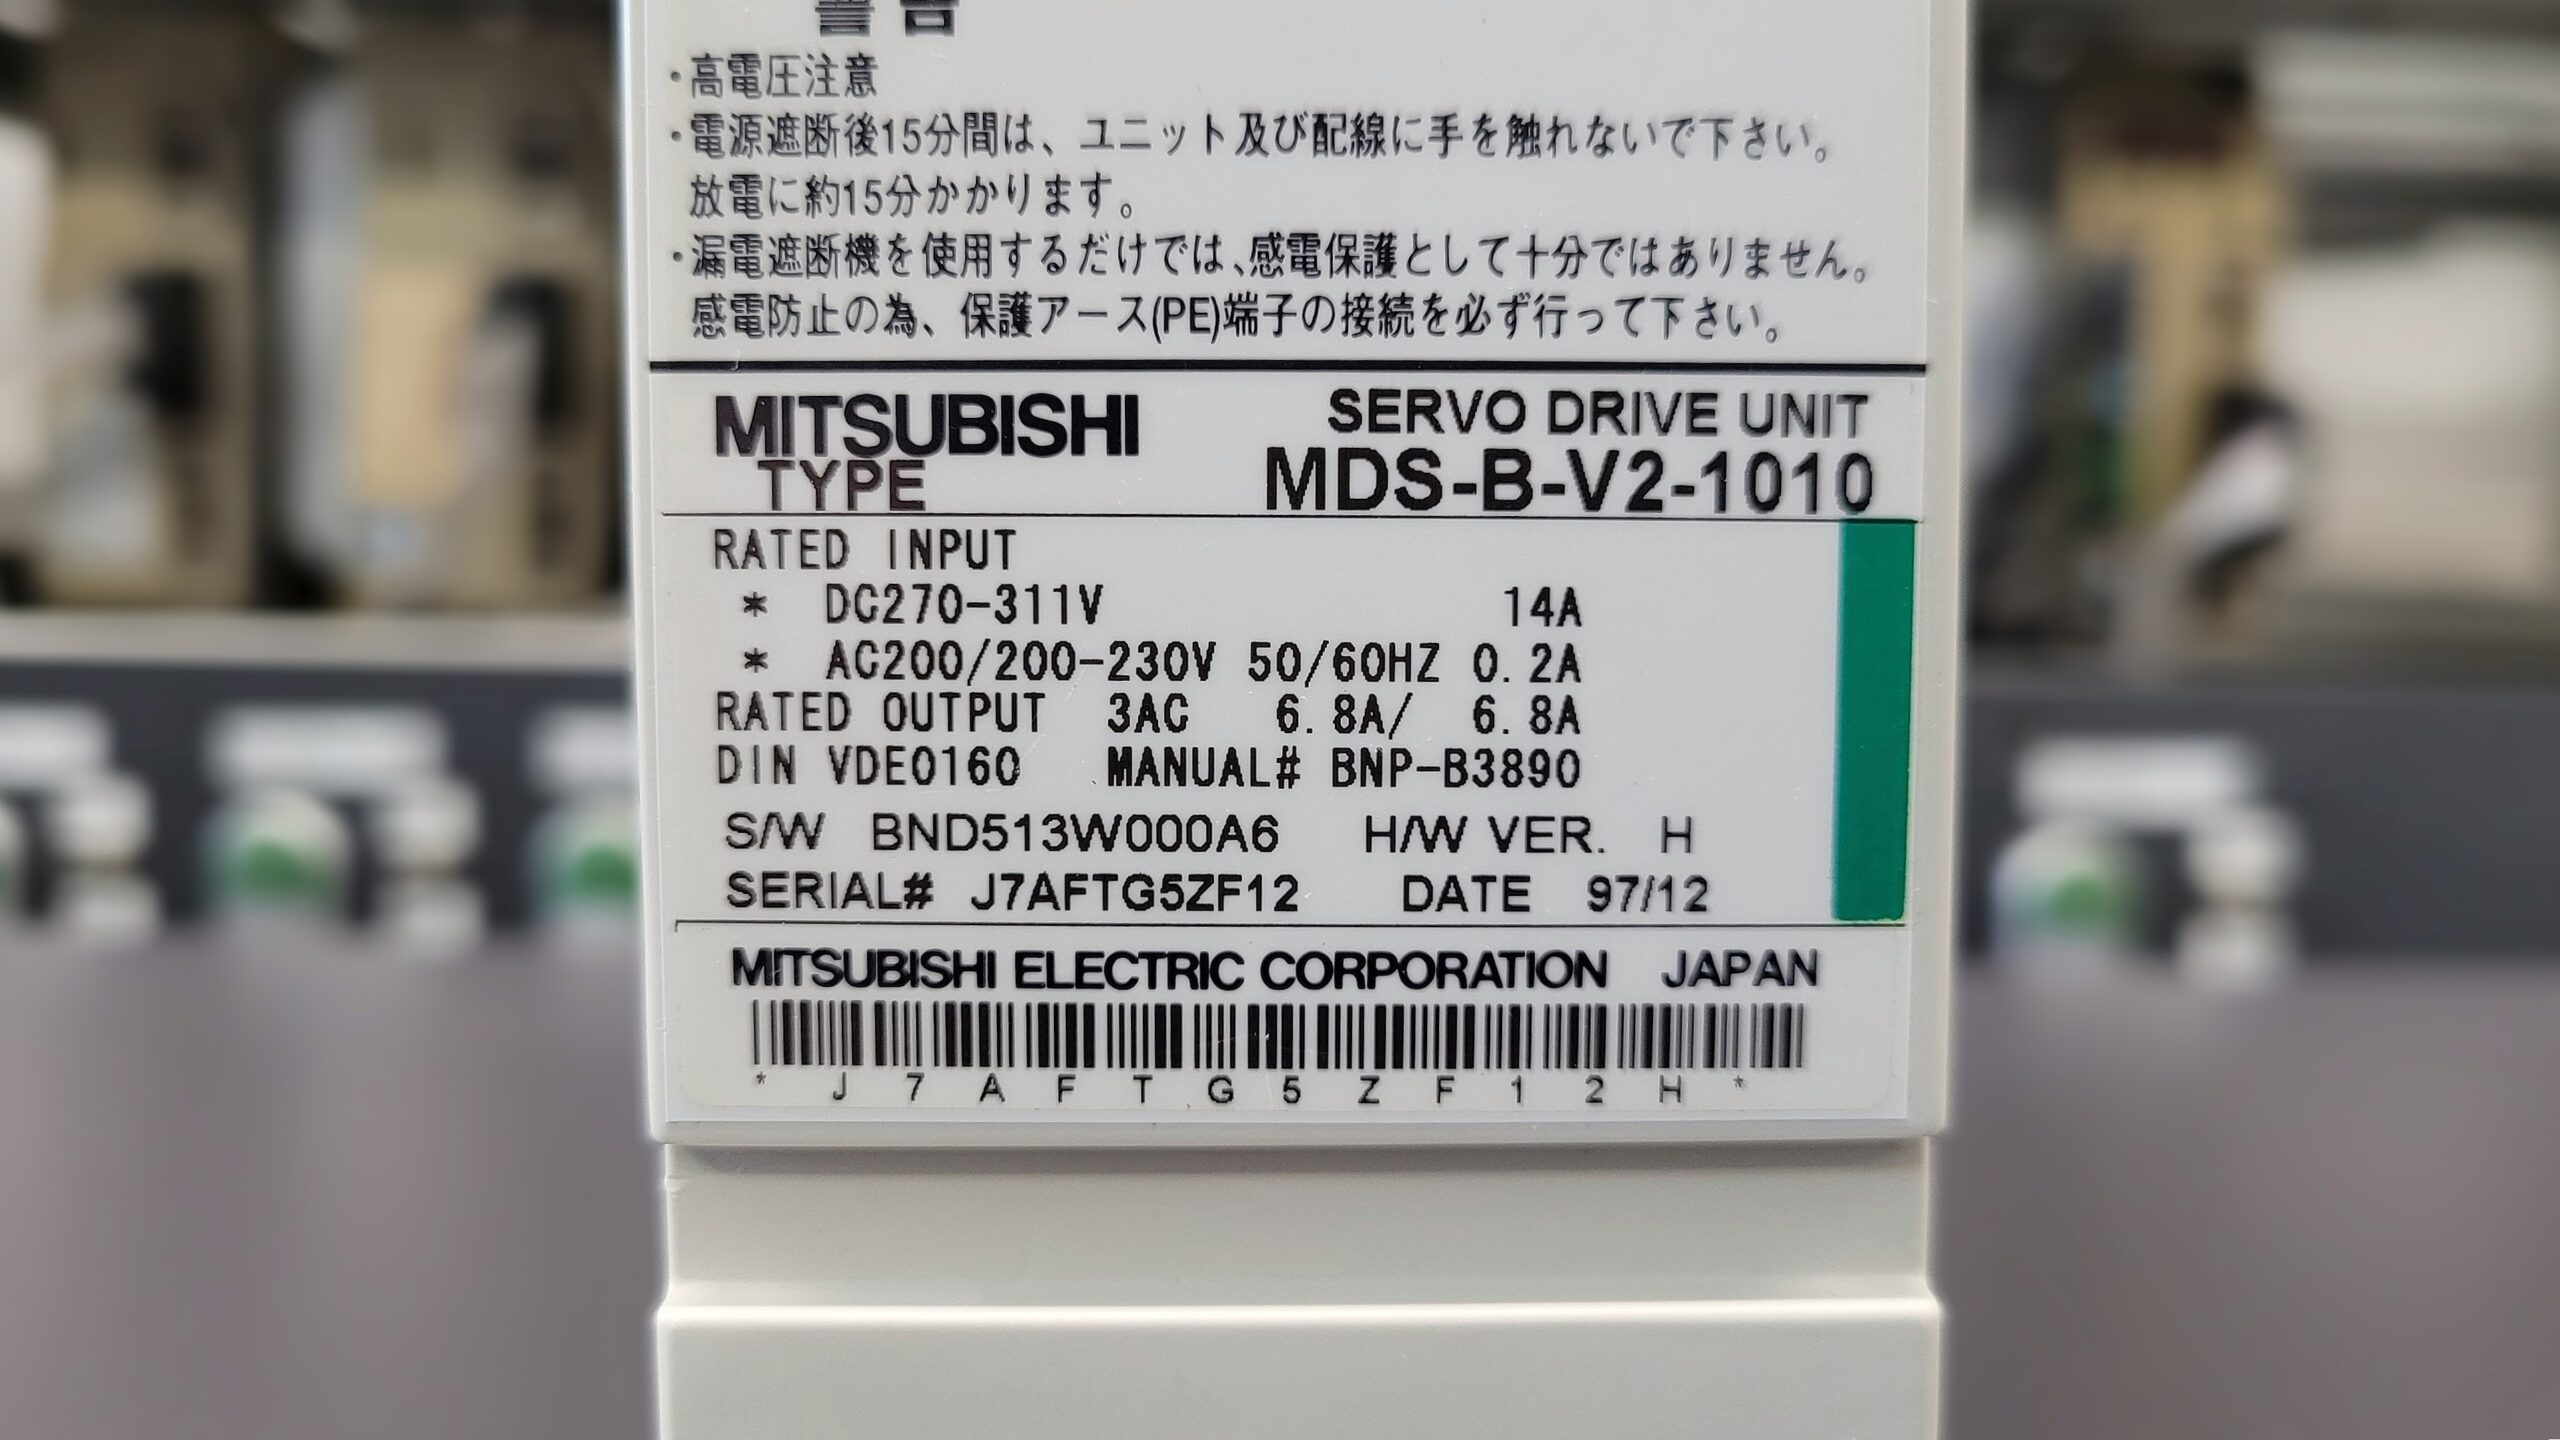 警告
・高電圧注意
・電源遮断後15分間は、ユニット及び配線に手を触れないで下さい。
放電に約15分かかります。
・漏電遮断機を使用するだけでは、感電保護として十分ではありません。
感電防止の為、保護アース(PE)端子の接続を必ず行って下さい。
MITSUBISHI SERVO DRIVE UNIT
TYPE MDS-B-V2-1010
RATED INPUT
* DC270-311V 14A
* AC200/200-230V 50/60HZ 0.2A
RATED OUTPUT 3AC 6.8A/ 6.8A
DIN VDE0160 MANUAL# BNP-B3890
S/W BND513W000A6 H/W VER. H
SERIAL# J7AFTG5ZF12 DATE 97/12
MITSUBISHI ELECTRIC CORPORATION JAPAN
* J 7 A F T G 5 Z F 1 2 H *